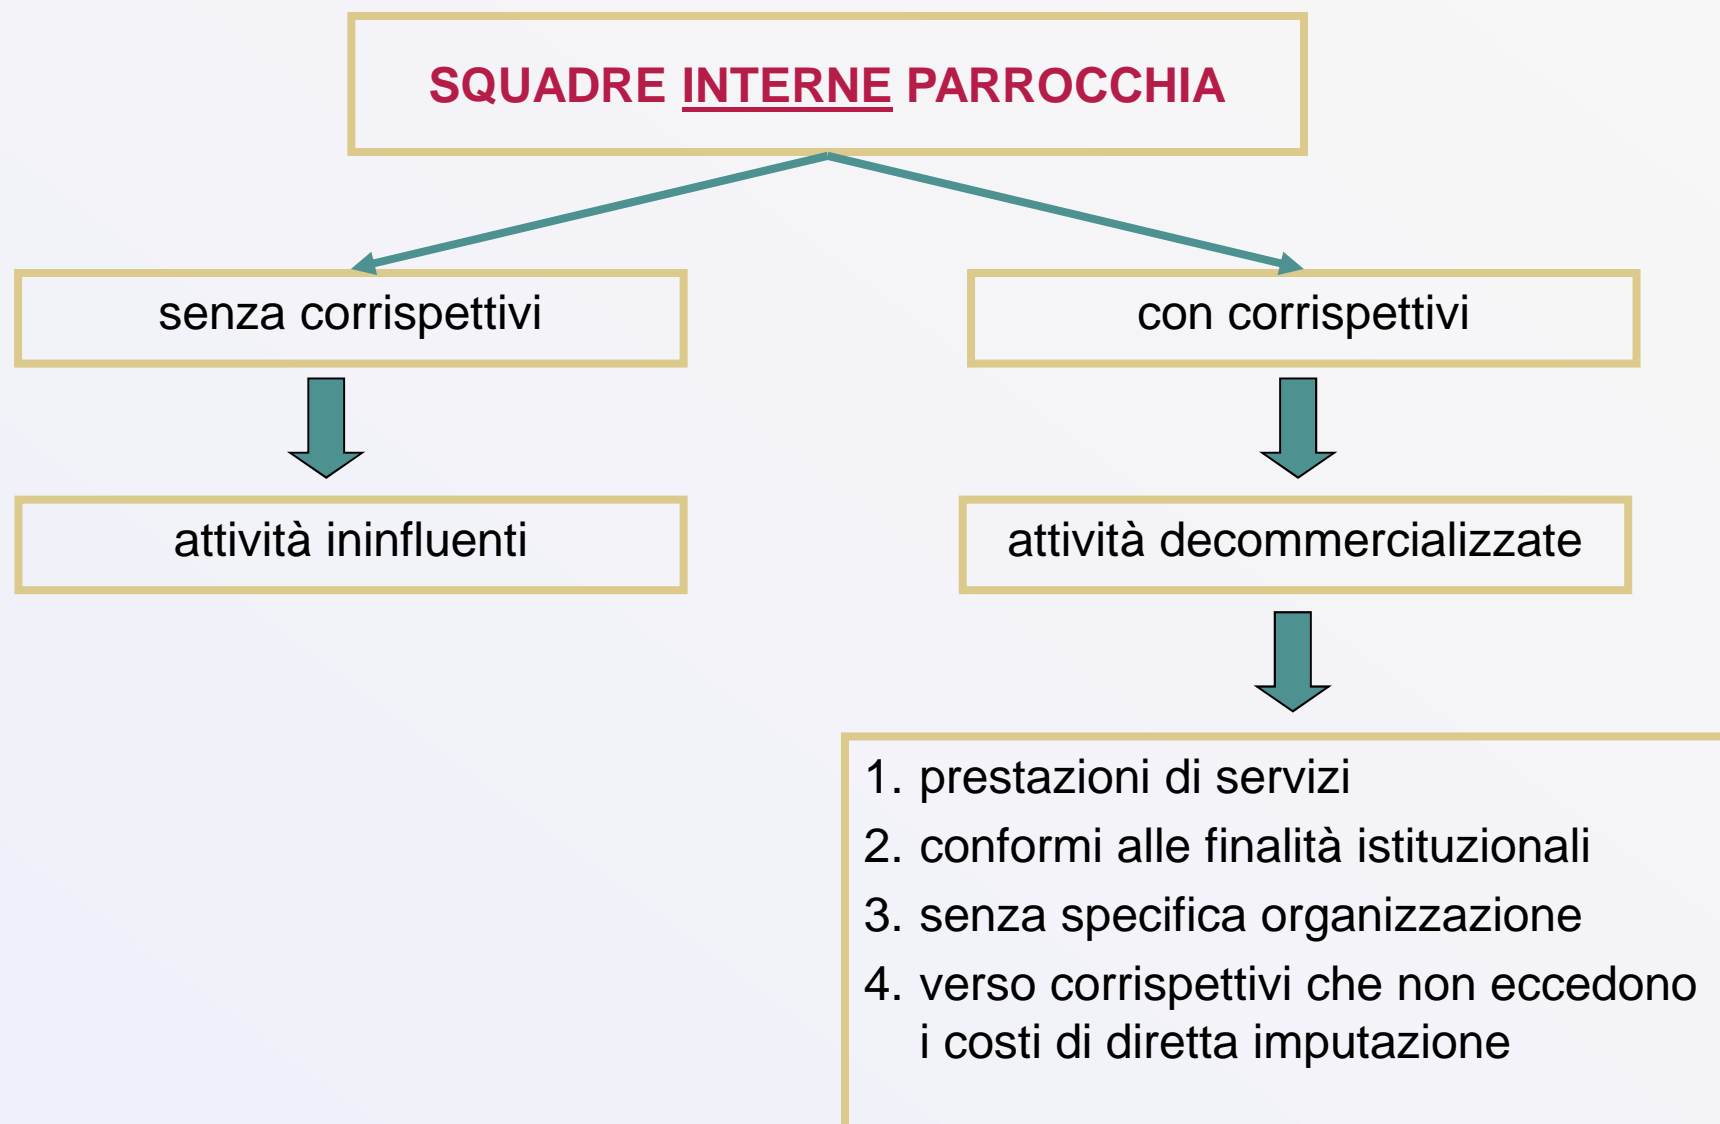 SQUADRE INTERNE PARROCCHIA
senza corrispettivi
con corrispettivi
attività ininfluenti
attività decommercializzate
1. prestazioni di servizi
2. conformi alle finalità istituzionali
3. senza specifica organizzazione
4. verso corrispettivi che non eccedono
i costi di diretta imputazione